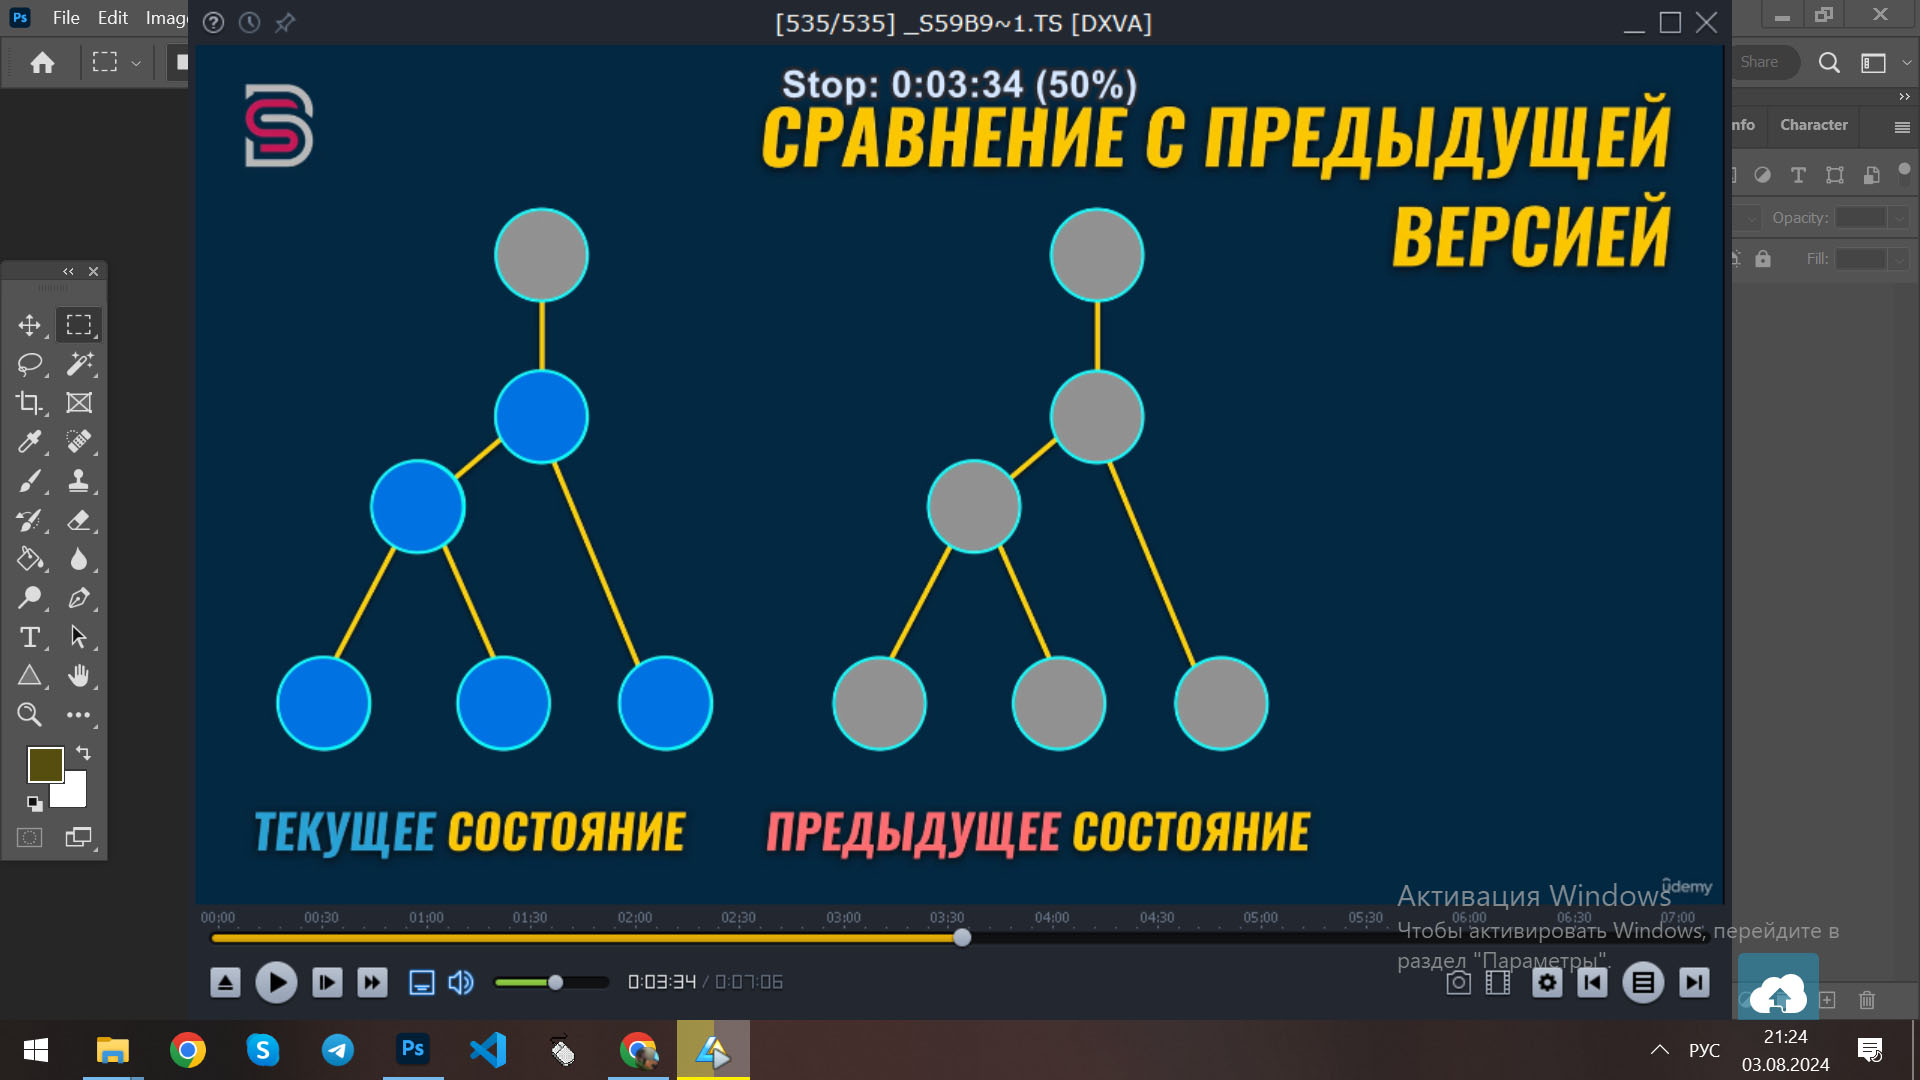 File Edit Imag
[535/535] _S59B9~1.TS [DXVA]
Share
Stop: 0:03:34 (50%)
СРАВНЕНИЕ С ПРЕДЫДУЩЕЙ
ВЕРСИЕЙ
nfo Character
Opacity:
Fill:
ТЕКУЩЕЕ СОСТОЯНИЕ
ПРЕДЫДУЩЕЕ СОСТОЯНИЕ
udemy
Активация Windows
Чтобы активировать Windows, перейдите в
раздел "Параметры".
00:00 00:30 01:00 01:30 02:00 02:30 03:00 03:30 04:00 04:30 05:00 05:30 06:00 06:30 07:00
0:03:34 / 0:07:06
Ps
РУС
21:24
03.08.2024